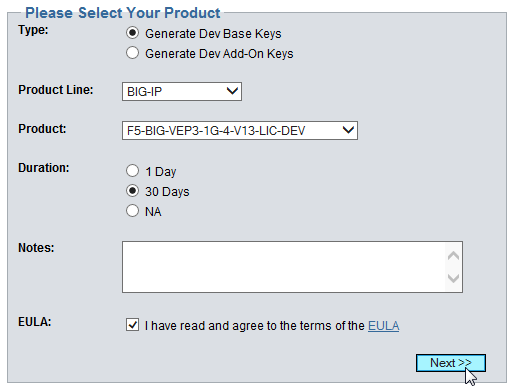 Please Select Your Product
Type:
Generate Dev Base Keys
Generate Dev Add-On Keys
Product Line:
BIG-IP
Product:
F5-BIG-VEP3-1G-4-V13-LIC-DEV
Duration:
1 Day
30 Days
NA
Notes:
EULA:
I have read and agree to the terms of the EULA
Next >>